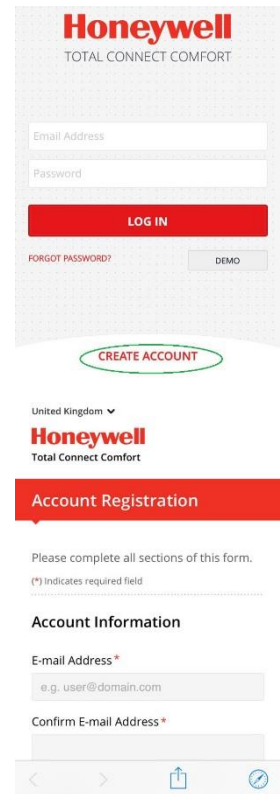 Honeywell
TOTAL CONNECT COMFORT
Email Address
Password
LOG IN
FORGOT PASSWORD? DEMO
CREATE ACCOUNT
United Kingdom
Honeywell
Total Connect Comfort
Account Registration
Please complete all sections of this form.
(*) Indicates required field
Account Information
E-mail Address*
e.g. user@domain.com
Confirm E-mail Address*